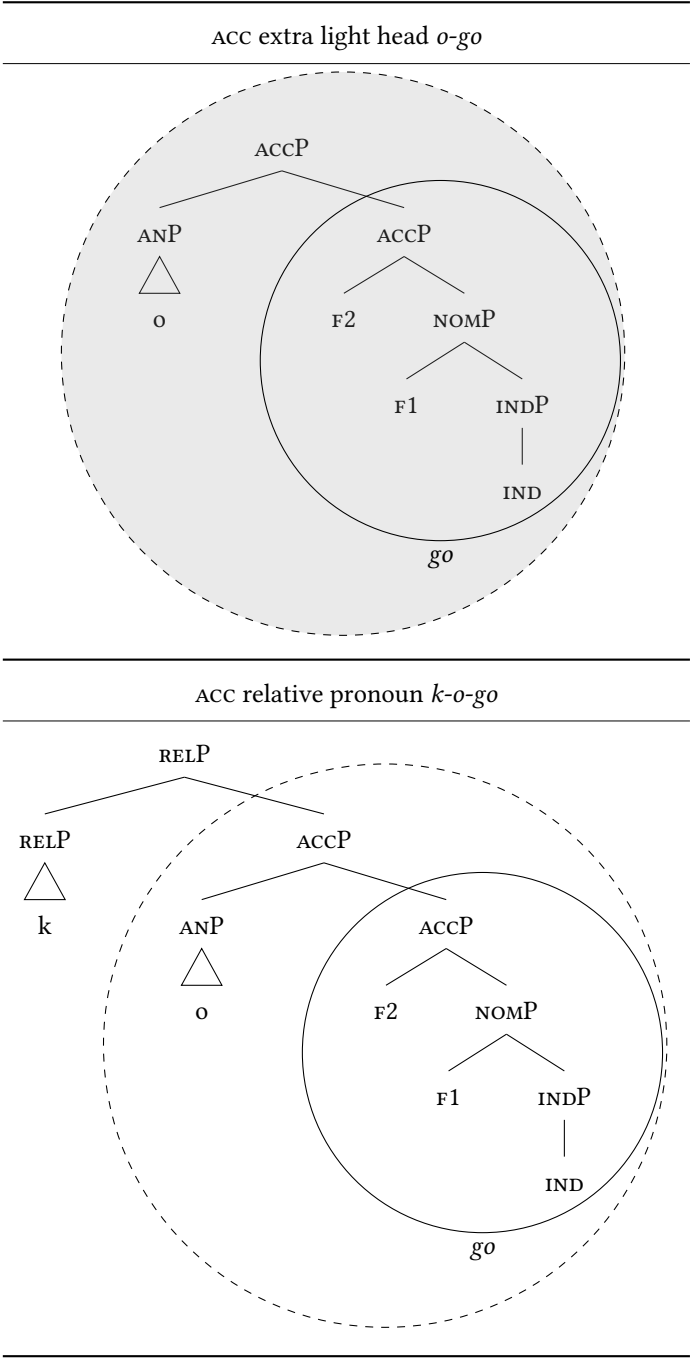 ACC extra light head o-go
ACCP
ANP ACCP
o F2 NOMP
F1 INDP
IND
go
ACC relative pronoun k-o-go
RELP
RELP ACCP
k ANP ACCP
o F2 NOMP
F1 INDP
IND
go